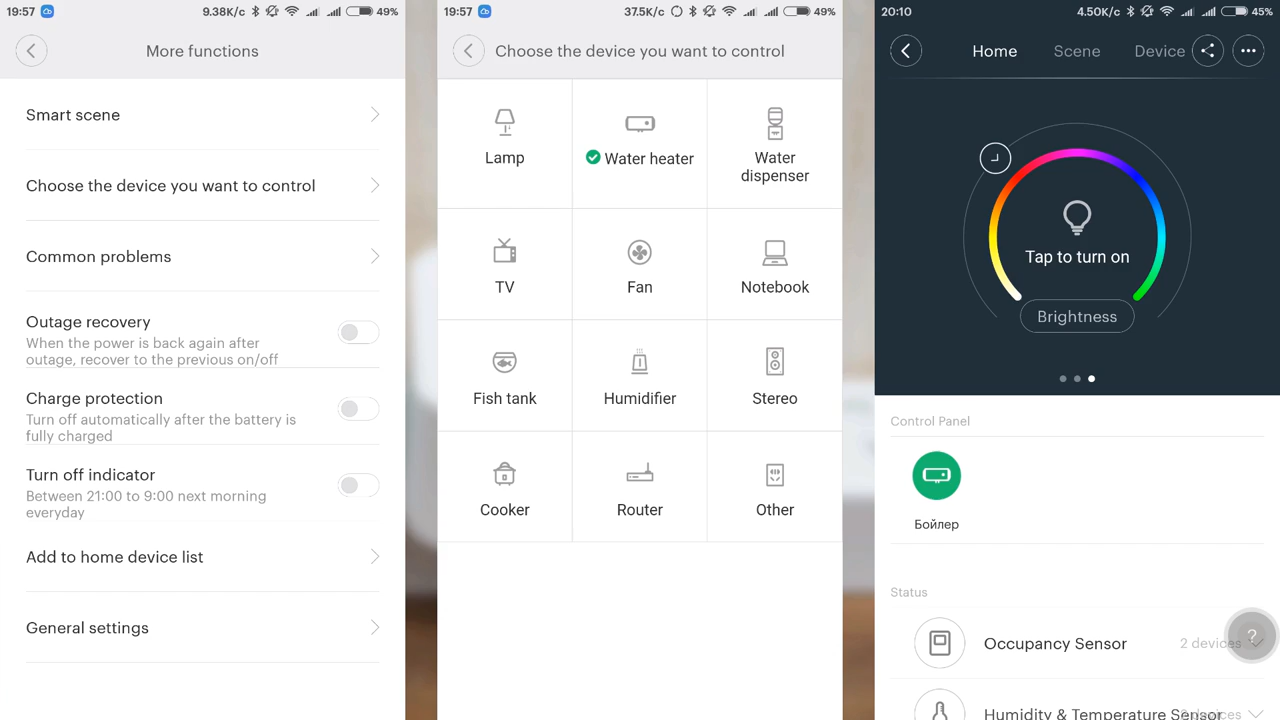 19:57
9.38K/c
49%
More functions
Smart scene
Choose the device you want to control
Common problems
Outage recovery
When the power is back again after
outage, recover to the previous on/off
Charge protection
Turn off automatically after the battery is
fully charged
Turn off indicator
Between 21:00 to 9:00 next morning
everyday
Add to home device list
General settings
19:57
37.5K/c
49%
Choose the device you want to control
Lamp
Water heater
Water
dispenser
TV
Fan
Notebook
Fish tank
Humidifier
Stereo
Cooker
Router
Other
20:10
4.50K/c
45%
Home
Scene
Device
Tap to turn on
Brightness
Control Panel
Бойлер
Status
Occupancy Sensor
2 devices
?
Humidity & Temperature Sensor
devices